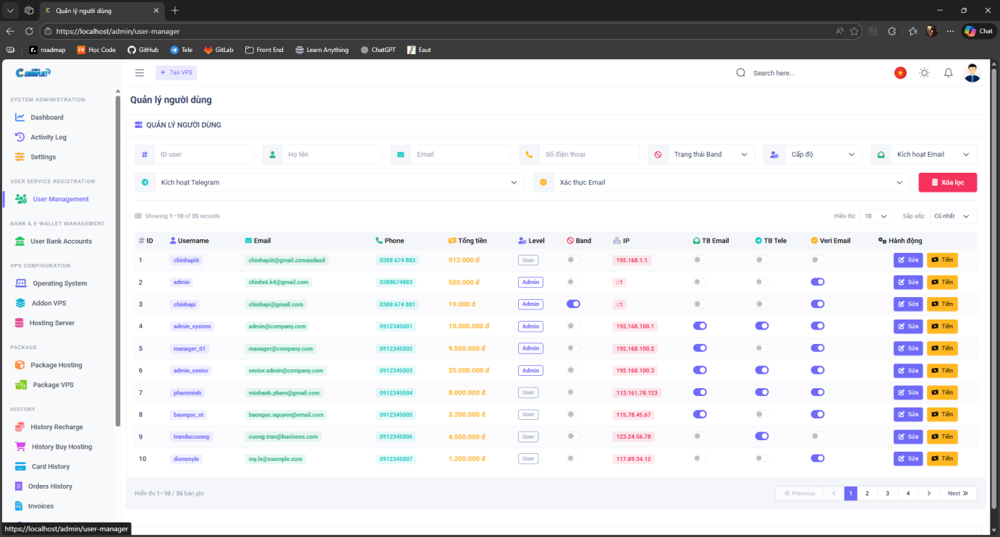 Quản lý người dùng
https://localhost/admin/user-manager
Chat
roadmap
F8 Học Code
GitHub
Tele
GitLab
Front End
Learn Anything
ChatGPT
Eaut
+ Tạo VPS
Search here...
SYSTEM ADMINISTRATION
Dashboard
Activity Log
Settings
USER SERVICE REGISTRATION
User Management
BANK & E-WALLET MANAGEMENT
User Bank Accounts
VPS CONFIGURATION
Operating System
Addon VPS
Hosting Server
PACKAGE
Package Hosting
Package VPS
HISTORY
History Recharge
History Buy Hosting
Card History
Orders History
Invoices
https://localhost/admin/user-manager
Quản lý người dùng
QUẢN LÝ NGƯỜI DÙNG
# ID user
Họ tên
Email
Số điện thoại
Trạng thái Band
Cấp độ
Kích hoạt Email
Kích hoạt Telegram
Xác thực Email
Xóa lọc
Showing 1–10 of 35 records
Hiển thị: 10
Sắp xếp: Cũ nhất
# ID Username Email Phone Tổng tiền Level Band IP TB Email TB Tele Veri Email Hành động
1 chinhapiit chinhapiit@gmail.comasdasd 0388 674 883 512.000 đ User 192.168.1.1 Sửa Tiền
2 admin chinhnt.k4@gmail.com 0388674883 500.000 đ Admin ::1 Sửa Tiền
3 chinhapi chinhapi@gmail.com 0388 674 881 19.000 đ Admin ::1 Sửa Tiền
4 admin_system admin@company.com 0912345001 15.000.000 đ Admin 192.168.100.1 Sửa Tiền
5 manager_01 manager@company.com 0912345002 9.500.000 đ Admin 192.168.100.2 Sửa Tiền
6 admin_senior senior.admin@company.com 0912345003 25.000.000 đ Admin 192.168.100.3 Sửa Tiền
7 phamminh minhanh.pham@gmail.com 0912345004 8.000.000 đ User 113.161.78.123 Sửa Tiền
8 baongoc_nt baongoc.nguyen@email.com 0912345005 3.200.000 đ User 115.78.45.67 Sửa Tiền
9 tranduccuong cuong.tran@business.com 0912345006 4.500.000 đ User 123.24.56.78 Sửa Tiền
10 diemmyle my.le@example.com 0912345007 1.200.000 đ User 117.89.34.12 Sửa Tiền
Hiển thị 1–10 / 35 bản ghi
Previous 1 2 3 4 Next